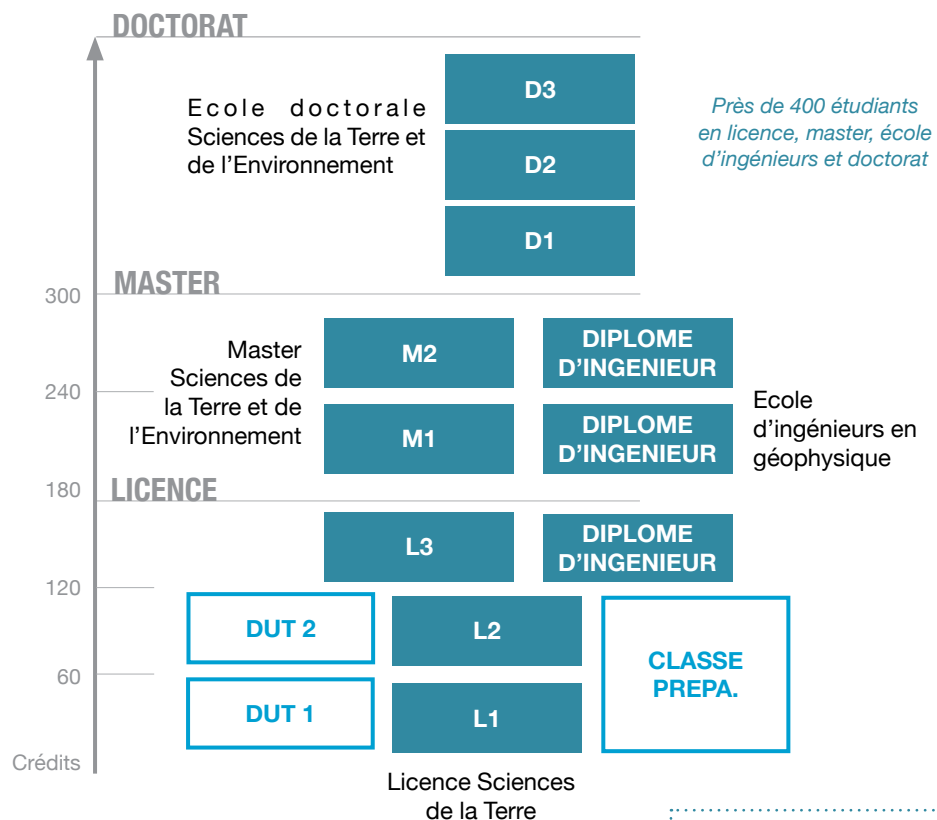 DOCTORAT
Ecole doctorale
Sciences de la Terre et
de l'Environnement
D3
D2
D1
Près de 400 étudiants
en licence, master, école
d'ingénieurs et doctorat
300
MASTER
Master
Sciences de
la Terre et de
l'Environnement
M2
DIPLOME
D'INGENIEUR
240
M1
DIPLOME
D'INGENIEUR
Ecole
d'ingénieurs en
géophysique
180
LICENCE
L3
DIPLOME
D'INGENIEUR
120
DUT 2
L2
CLASSE
PREPA.
60
DUT 1
L1
Crédits
Licence Sciences
de la Terre